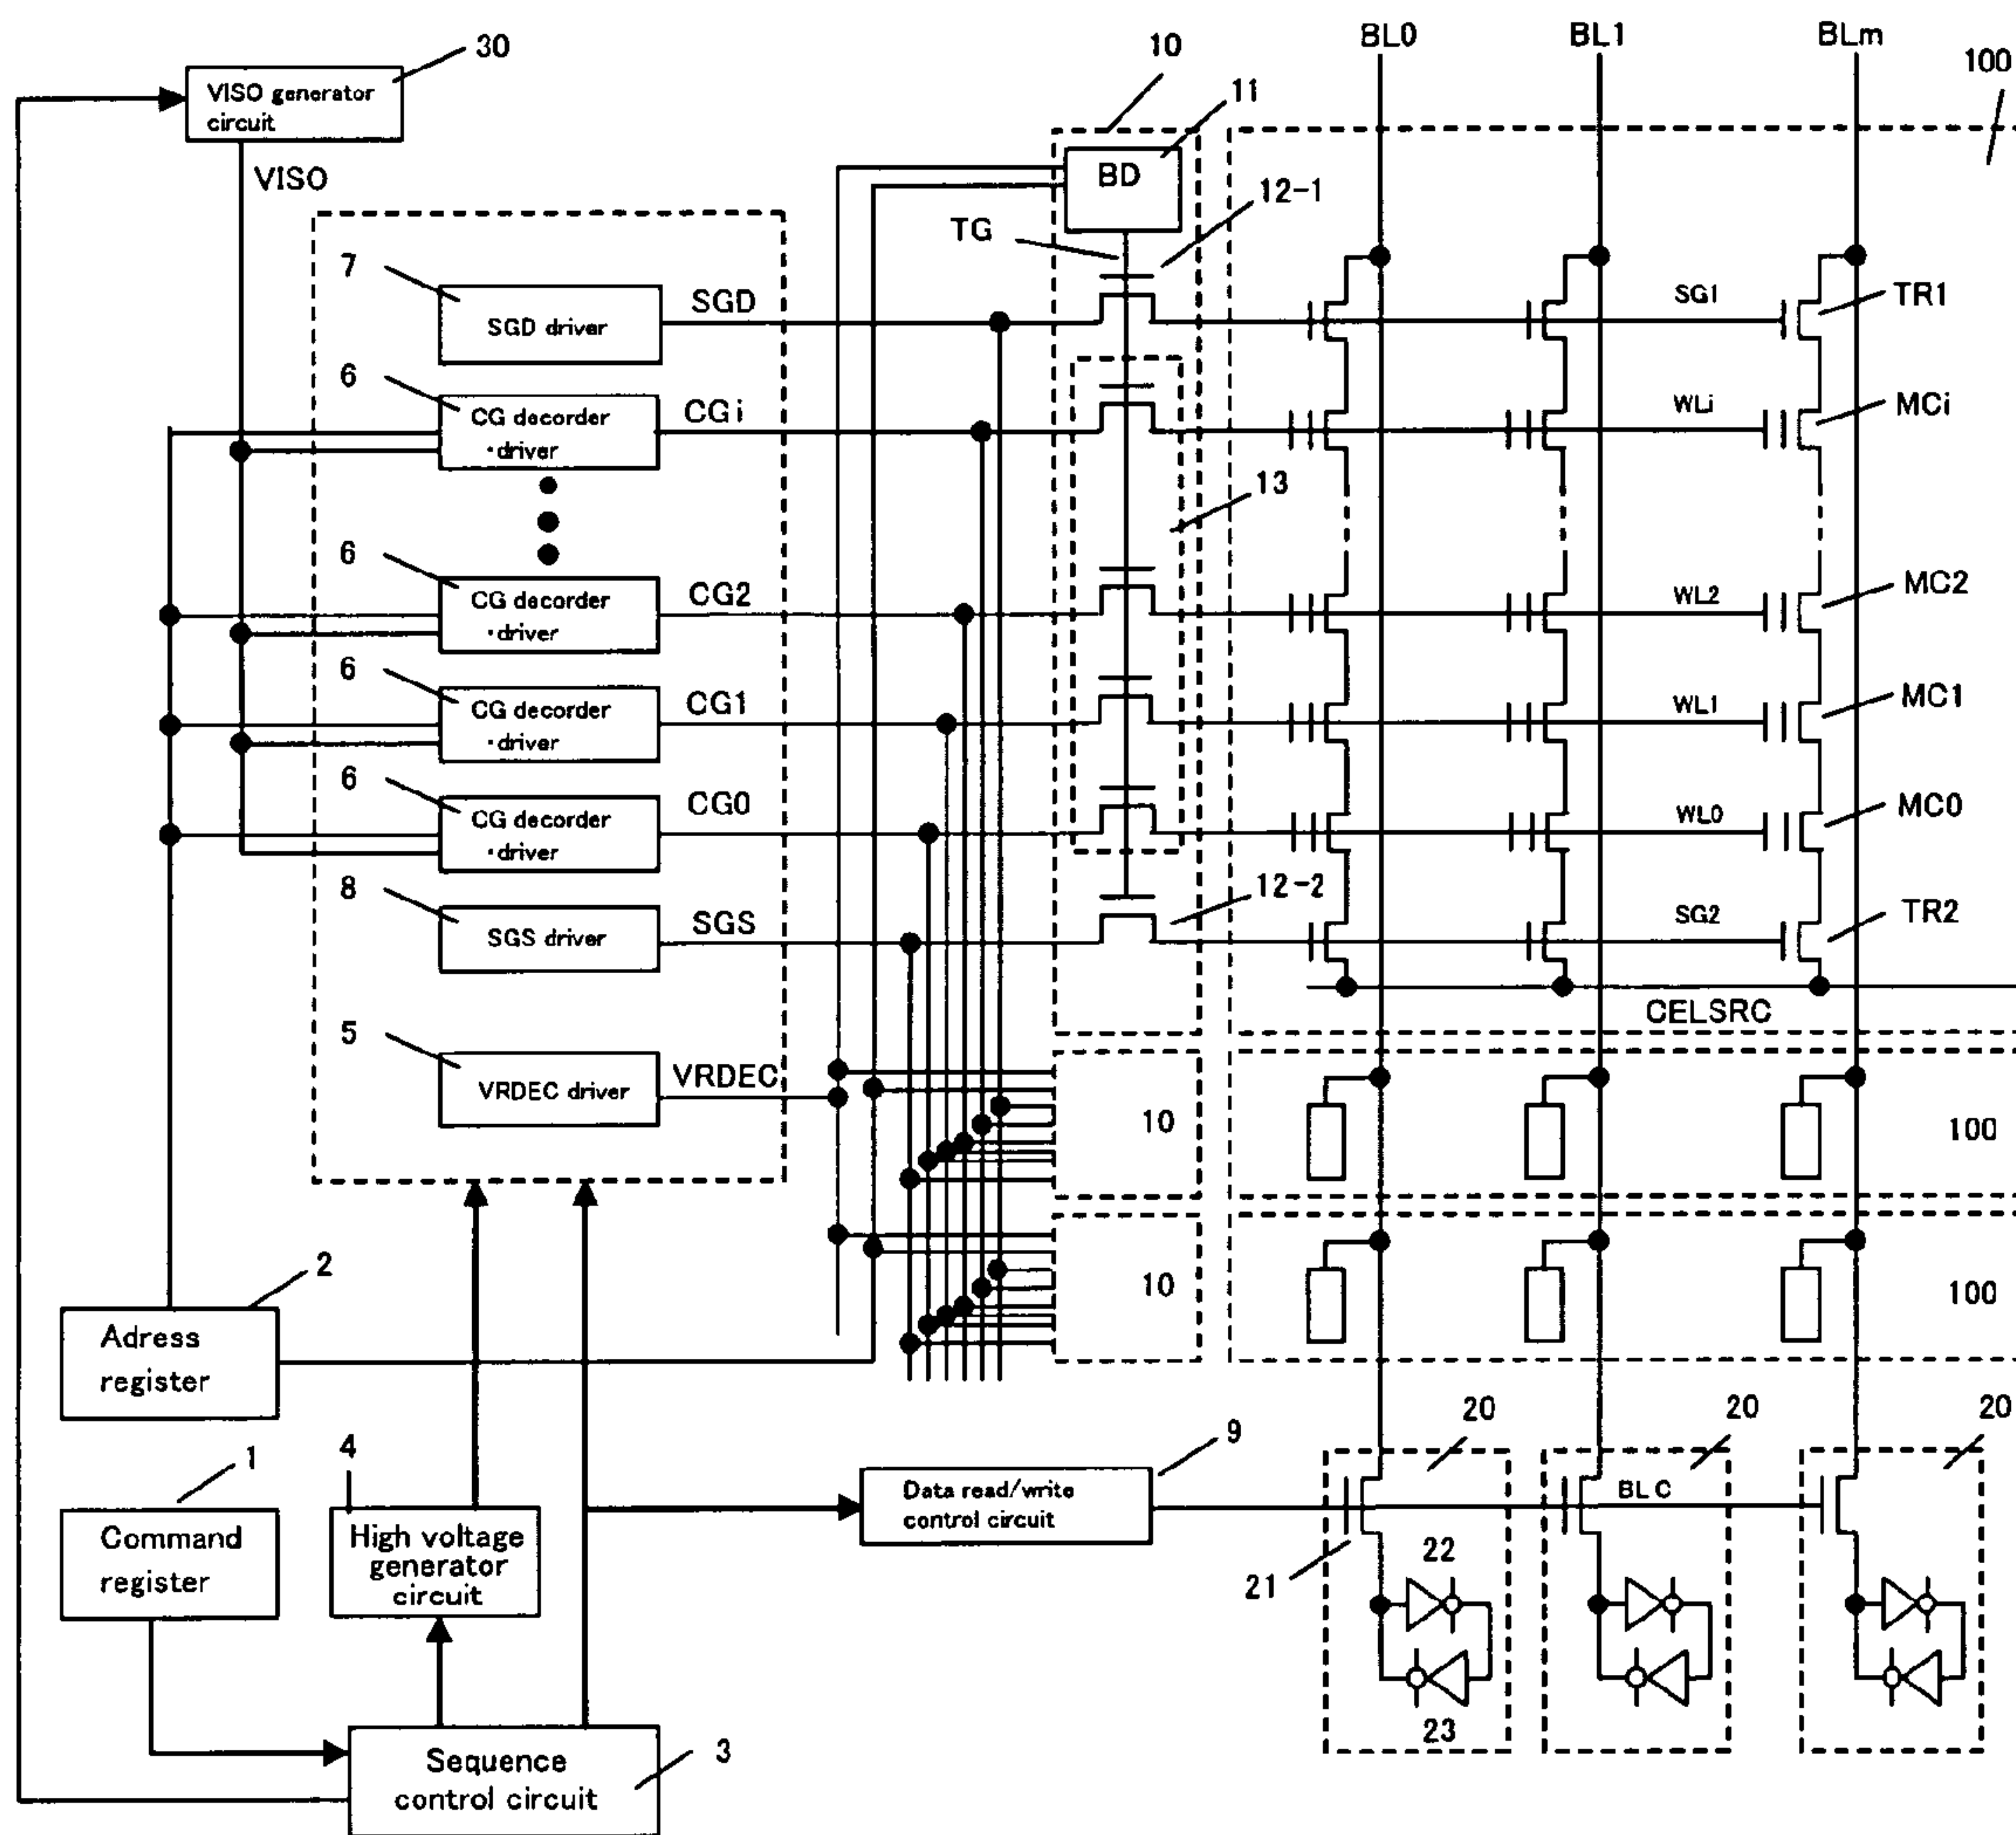 BL0 BL1 BLm
30 10 100
VISO generator
circuit
11
VISO
BD
12-1
TG
7
SGD driver
SGD
SG1
TR1
6
CG decorder
・driver
CGi
WLi
MCi
13
6
CG decorder
・driver
CG2
WL2
MC2
6
CG decorder
・driver
CG1
WL1
MC1
6
CG decorder
・driver
CG0
WL0
MC0
12-2
8
SGS driver
SGS
SG2
TR2
CELSRC
5
VRDEC driver
VRDEC
10
100
10
100
2
Adress
register
20 20 20
9
1
4
Data read/write
control circuit
BLC
Command
register
High voltage
generator
circuit
21
22
23
3
Sequence
control circuit